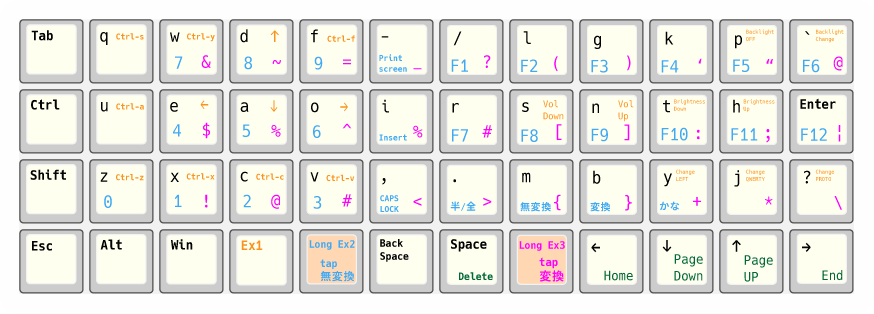 Tab
q Ctrl-s
w Ctrl-y
7 &
d ↑
8 ~
f Ctrl-f
9 =
-
Print
screen _
/
F1 ?
l
F2 (
g
F3 )
k
F4 ‘
p Backlight
OFF
F5 “
` Backlight
Change
F6 @
Ctrl
u Ctrl-a
e ←
4 $
a ↓
5 %
o →
6 ^
i
Insert %
r
F7 #
s Vol
Down
F8 [
n Vol
Up
F9 ]
t Brightness
Down
F10 :
h Brightness
Up
F11 ;
Enter
F12 ¦
Shift
z Ctrl-z
0
x Ctrl-x
1 !
c Ctrl-c
2 @
v Ctrl-v
3 #
,
CAPS
LOCK <
.
半/全 >
m
無変換 {
b
変換 }
y Change
LEFT
かな +
j Change
QWERTY
*
? Change
PROTO
\
Esc
Alt
Win
Ex1
Long Ex2
tap
無変換
Back
Space
Space
Delete
Long Ex3
tap
変換
←
Home
↓
Page
Down
↑
Page
UP
→
End